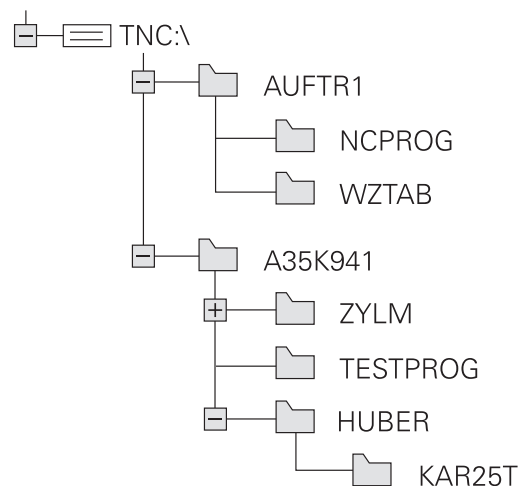 TNC:\
AUFTR1
NCPROG
WZTAB
A35K941
ZYLM
TESTPROG
HUBER
KAR25T